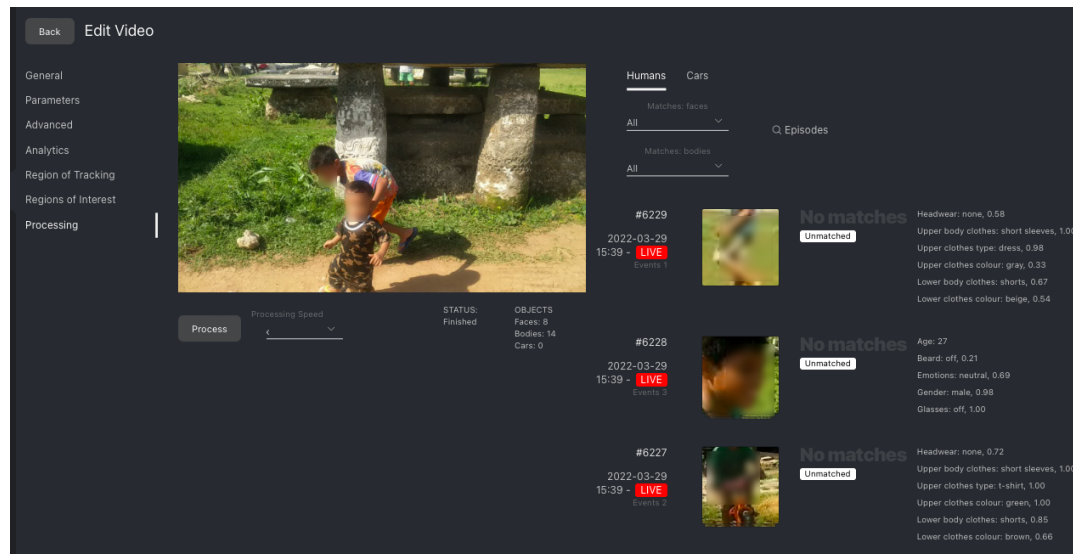 Back
Edit Video
General
Parameters
Advanced
Analytics
Region of Tracking
Regions of Interest
Processing
Process
Processing Speed
‹
STATUS:
Finished
OBJECTS
Faces: 8
Bodies: 14
Cars: 0
Humans
Cars
Matches: faces
All
Episodes
Matches: bodies
All
#6229
2022-03-29
15:39 - LIVE
Events 1
No matches
Unmatched
Headwear: none, 0.58
Upper body clothes: short sleeves, 1.00
Upper clothes type: dress, 0.98
Upper clothes colour: gray, 0.33
Lower body clothes: shorts, 0.67
Lower clothes colour: beige, 0.54
#6228
2022-03-29
15:39 - LIVE
Events 3
No matches
Unmatched
Age: 27
Beard: off, 0.21
Emotions: neutral, 0.69
Gender: male, 0.98
Glasses: off, 1.00
#6227
2022-03-29
15:39 - LIVE
Events 2
No matches
Unmatched
Headwear: none, 0.72
Upper body clothes: short sleeves, 1.00
Upper clothes type: t-shirt, 1.00
Upper clothes colour: green, 1.00
Lower body clothes: shorts, 0.85
Lower clothes colour: brown, 0.66